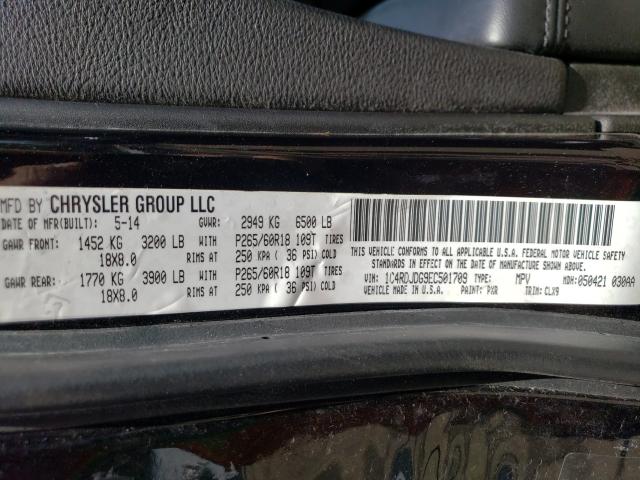 MFD BY CHRYSLER GROUP LLC
DATE OF MFR(BUILT): 5-14 GVWR: 2949 KG 6500 LB
GAWR FRONT: 1452 KG 3200 LB WITH P265/60R18 109T
18X8.0 RIMS AT 250 KPA ( 36 PSI) COLD
GAWR REAR: 1770 KG 3900 LB WITH P265/60R18 109T
18X8.0 RIMS AT 250 KPA ( 36 PSI) COLD
THIS VEHICLE CONFORMS TO ALL APPLICABLE U.S.A. FEDERAL MOTOR VEHICLE SAFETY
STANDARDS IN EFFECT ON THE DATE OF MANUFACTURE SHOWN ABOVE.
VIN: 1C4RDJDG9EC501709 TYPE: MPV MDH: 050421 030AA
VEHICLE MADE IN U.S.A. PAINT: PXR TRIM: CLX9